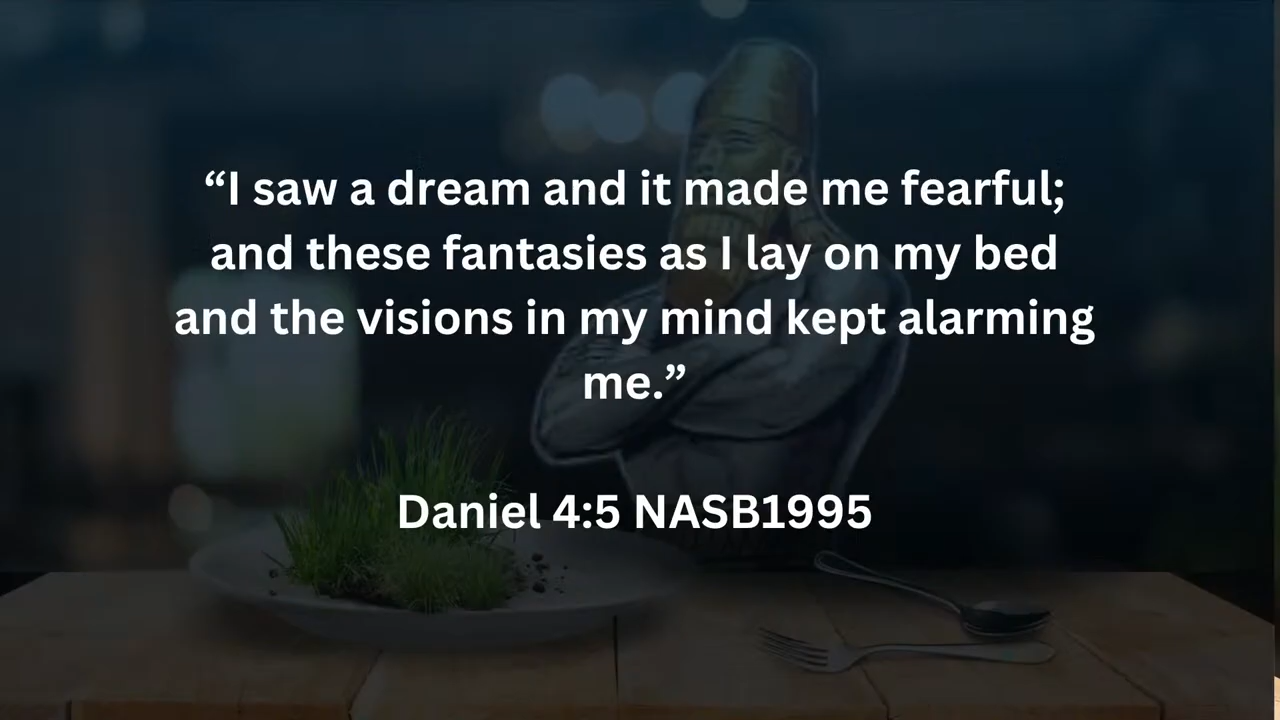 “I saw a dream and it made me fearful;
and these fantasies as I lay on my bed
and the visions in my mind kept alarming
me.”
Daniel 4:5 NASB1995